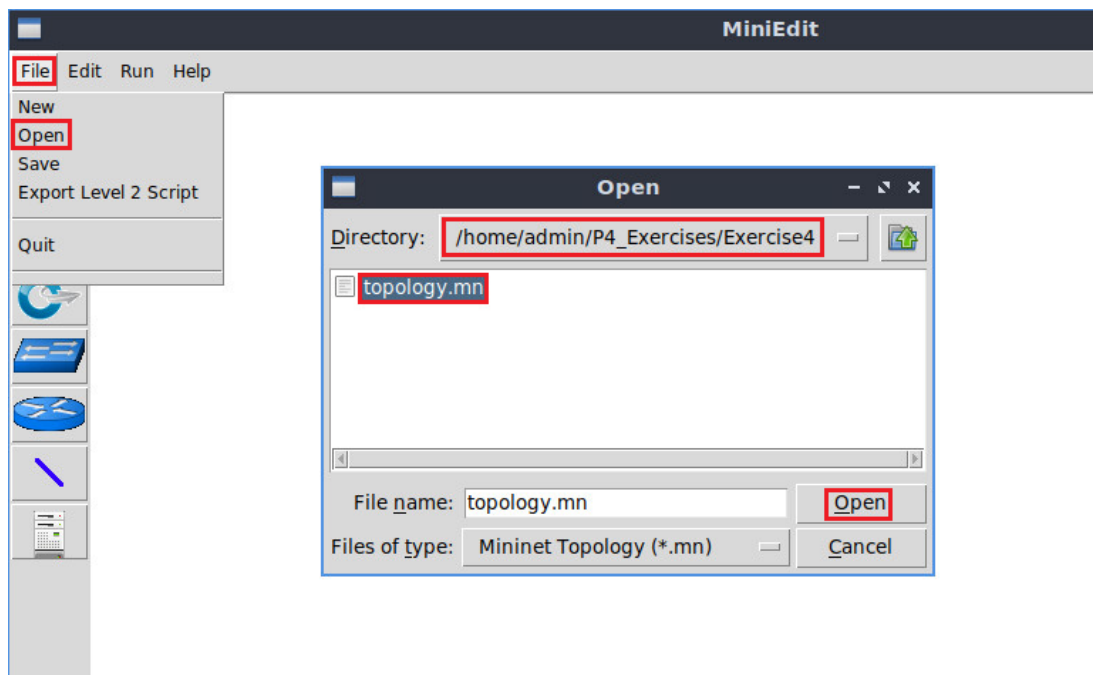 MiniEdit
File Edit Run Help
New
Open
Save
Export Level 2 Script
Quit
Open
Directory: /home/admin/P4_Exercises/Exercise4
topology.mn
File name: topology.mn
Open
Files of type: Mininet Topology (*.mn)
Cancel